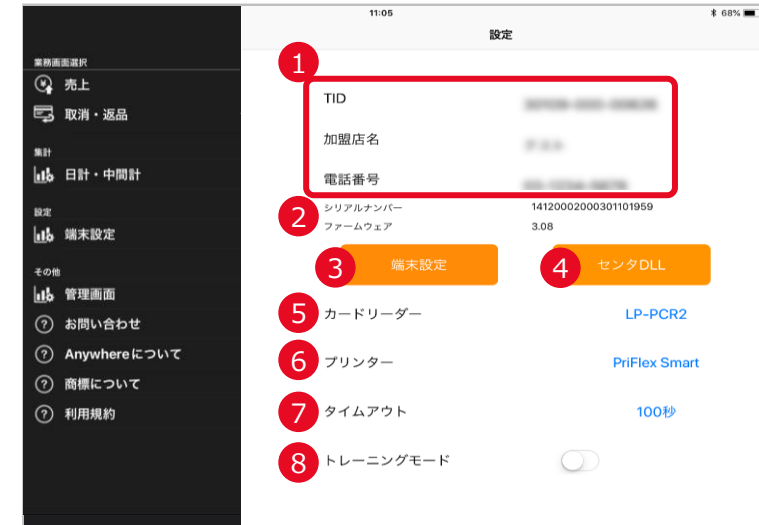 11:05
68%
設定
業務画面選択
売上
取消・返品
集計
日計・中間計
設定
端末設定
その他
管理画面
お問い合わせ
Anywhereについて
商標について
利用規約
1
TID
加盟店名
電話番号
2
シリアルナンバー 14120002000301101959
ファームウェア 3.08
3 端末設定
4 センタDLL
5 カードリーダー LP-PCR2
6 プリンター PriFlex Smart
7 タイムアウト 100秒
8 トレーニングモード